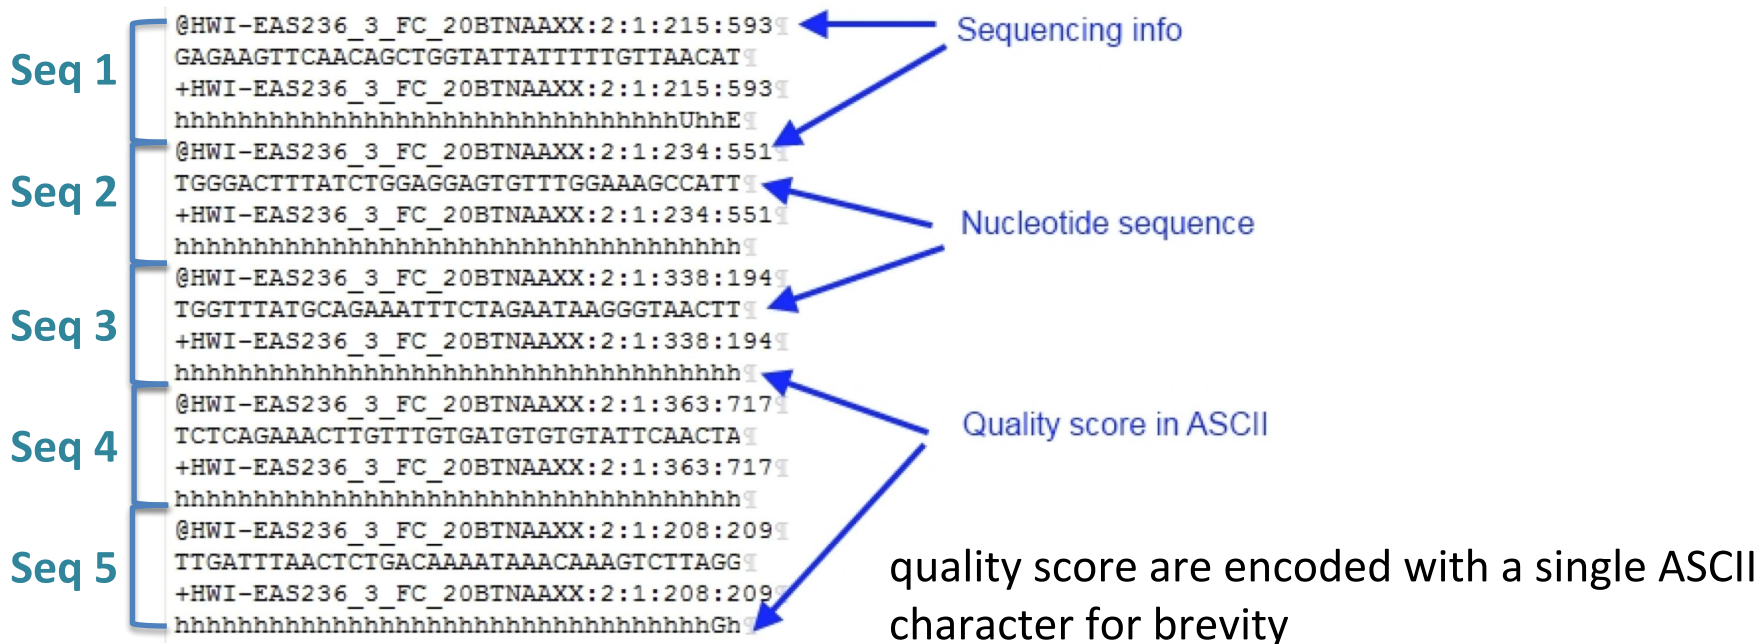 @HWI-EAS236_3_FC_20BTNAAXX:2:1:215:593¶
Sequencing info
Seq 1
GAGAAGTTCAACAGCTGGTATTATTTTTGTTAACAT¶
+HWI-EAS236_3_FC_20BTNAAXX:2:1:215:593¶
hhhhhhhhhhhhhhhhhhhhhhhhhhhhhhhhUhhE¶
@HWI-EAS236_3_FC_20BTNAAXX:2:1:234:551¶
Seq 2
TGGGACTTTATCTGGAGGAGTGTTTGGAAAGCCATT¶
+HWI-EAS236_3_FC_20BTNAAXX:2:1:234:551¶
Nucleotide sequence
hhhhhhhhhhhhhhhhhhhhhhhhhhhhhhhhhhhh¶
@HWI-EAS236_3_FC_20BTNAAXX:2:1:338:194¶
Seq 3
TGGTTTATGCAGAAATTTCTAGAATAAGGGTAACTT¶
+HWI-EAS236_3_FC_20BTNAAXX:2:1:338:194¶
hhhhhhhhhhhhhhhhhhhhhhhhhhhhhhhhhhhh¶
@HWI-EAS236_3_FC_20BTNAAXX:2:1:363:717¶
Quality score in ASCII
Seq 4
TCTCAGAAACTTGTTTGTGATGTGTGTATTCAACTA¶
+HWI-EAS236_3_FC_20BTNAAXX:2:1:363:717¶
hhhhhhhhhhhhhhhhhhhhhhhhhhhhhhhhhhhh¶
@HWI-EAS236_3_FC_20BTNAAXX:2:1:208:209¶
Seq 5
TTGATTTAACTCTGACAAAATAAACAAAGTCTTAGG¶
+HWI-EAS236_3_FC_20BTNAAXX:2:1:208:209¶
hhhhhhhhhhhhhhhhhhhhhhhhhhhhhhhhhhGh¶
quality score are encoded with a single ASCII
character for brevity